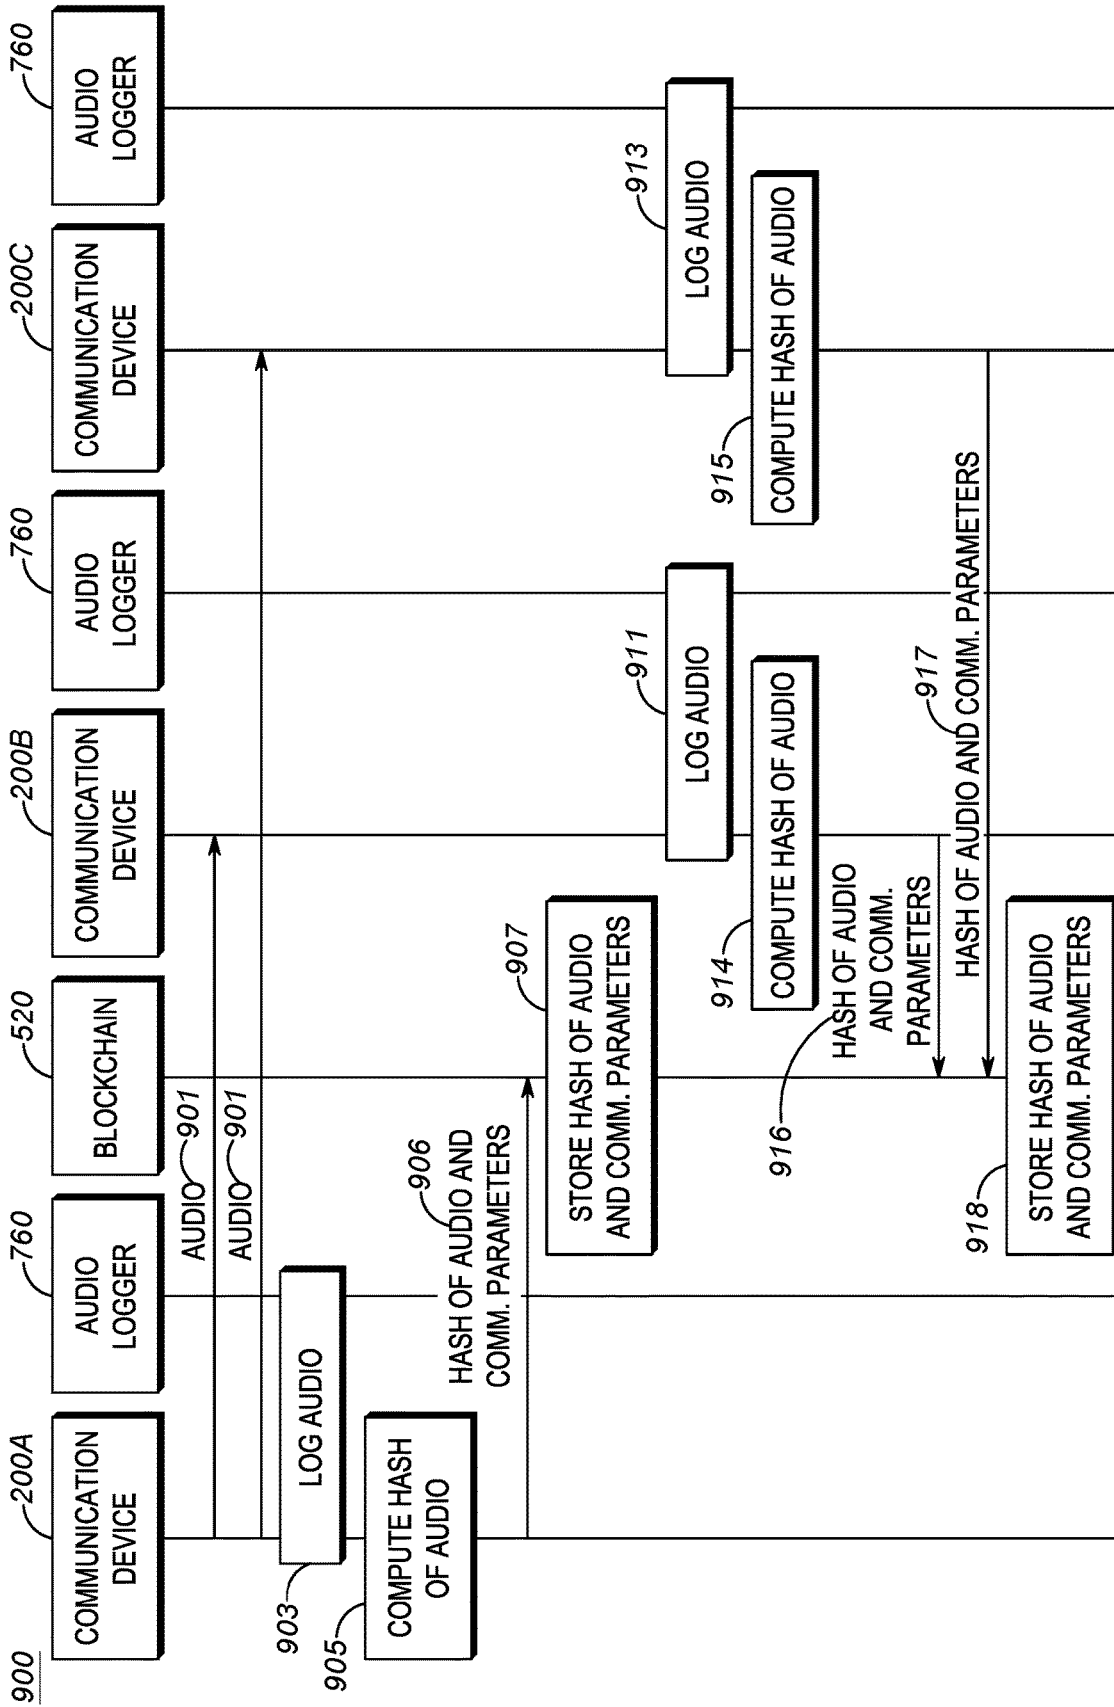 900
200A
COMMUNICATION
DEVICE
760
AUDIO
LOGGER
520
BLOCKCHAIN
200B
COMMUNICATION
DEVICE
760
AUDIO
LOGGER
200C
COMMUNICATION
DEVICE
760
AUDIO
LOGGER
AUDIO 901
AUDIO 901
903
LOG AUDIO
905
COMPUTE HASH
OF AUDIO
906
HASH OF AUDIO AND
COMM. PARAMETERS
907
STORE HASH OF AUDIO
AND COMM. PARAMETERS
911
LOG AUDIO
913
LOG AUDIO
914
COMPUTE HASH OF AUDIO
915
COMPUTE HASH OF AUDIO
916
HASH OF AUDIO
AND COMM.
PARAMETERS
917
HASH OF AUDIO AND COMM. PARAMETERS
918
STORE HASH OF AUDIO
AND COMM. PARAMETERS